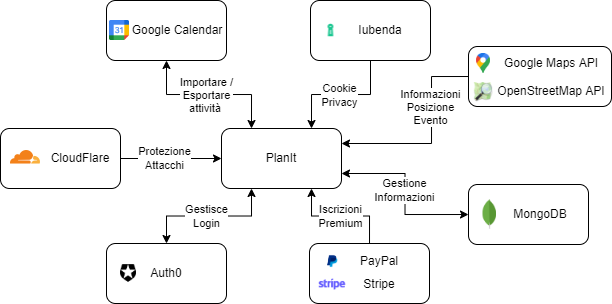 31
Google Calendar
Iubenda
Google Maps API
OpenStreetMap API
Importare /
Esportare
attività
Cookie
Privacy
Informazioni
Posizione
Evento
CloudFlare
Protezione
Attacchi
PlanIt
Gestione
Informazioni
MongoDB
Gestisce
Login
Iscrizioni
Premium
Auth0
PayPal
stripe
Stripe